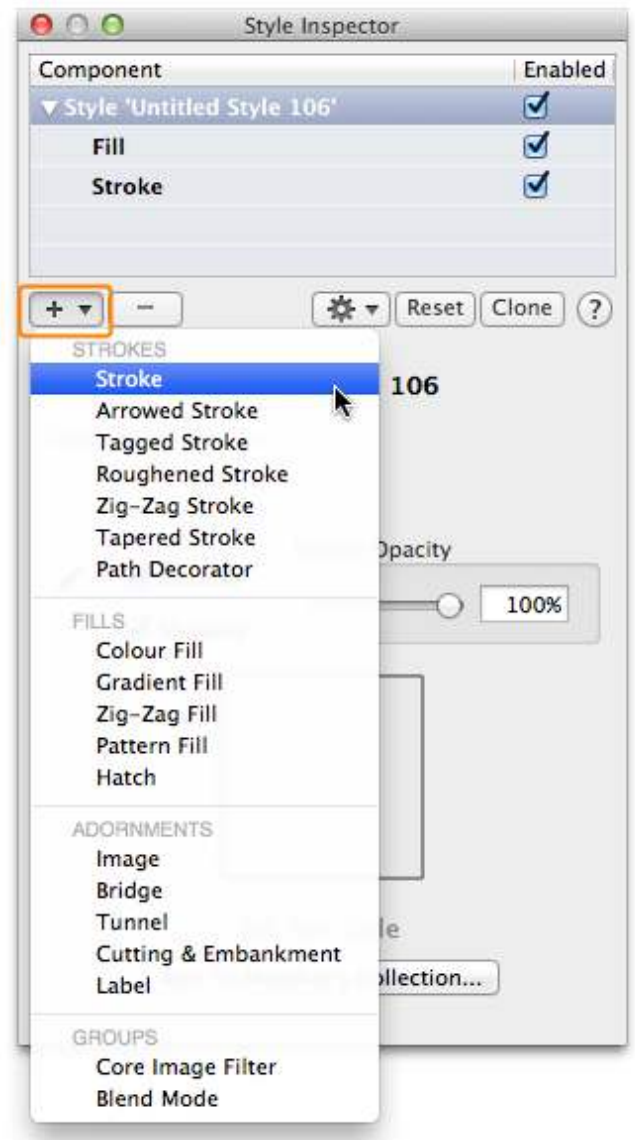 Style Inspector
Component Enabled
Style 'Untitled Style 106'
Fill
Stroke
+ − Reset Clone ?
STROKES
Stroke
106
Arrowed Stroke
Tagged Stroke
Roughened Stroke
Zig-Zag Stroke
Tapered Stroke
Opacity
Path Decorator
100%
FILLS
Colour Fill
Gradient Fill
Zig-Zag Fill
Pattern Fill
Hatch
ADORNMENTS
Image
Bridge
Tunnel
Cutting & Embankment
Label
ollection...
GROUPS
Core Image Filter
Blend Mode